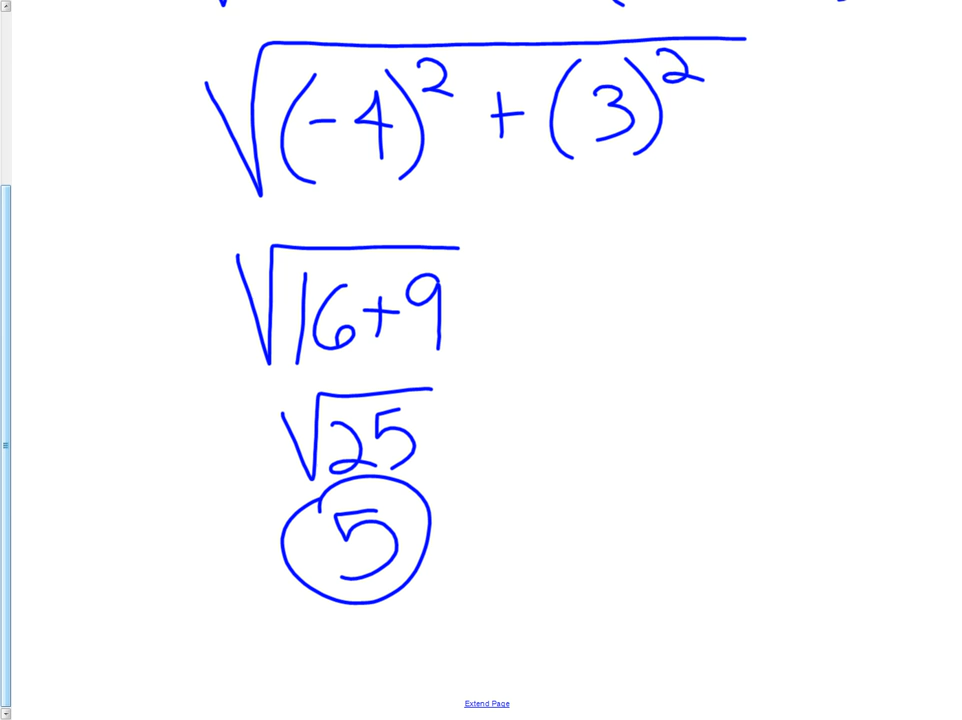 √(-4)² + (3)²
√16+9
√25
5
Extend Page